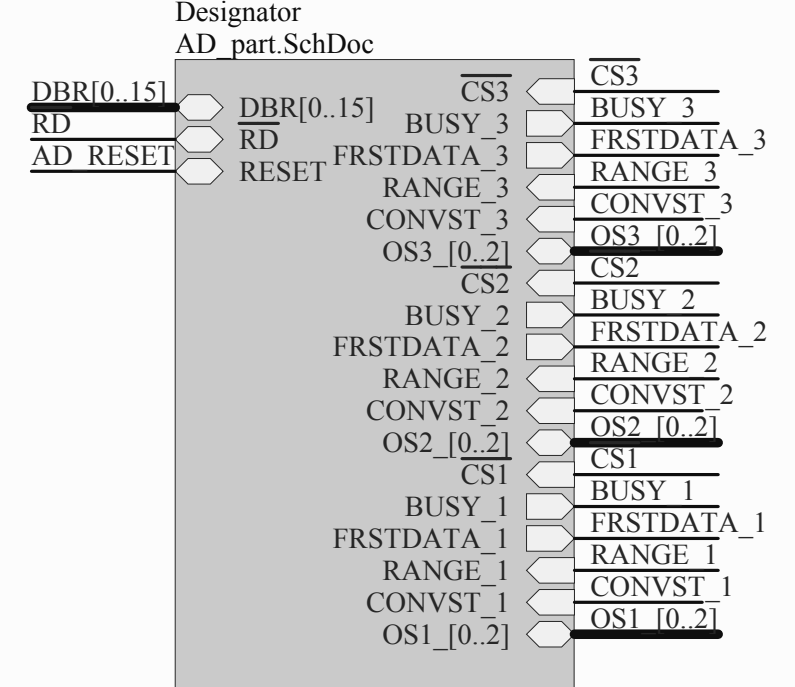 Designator
AD_part.SchDoc
DBR[0..15]
RD
AD_RESET
DBR[0..15]
RD
RESET
CS3
BUSY_3
FRSTDATA_3
RANGE_3
CONVST_3
OS3_[0..2]
CS2
BUSY_2
FRSTDATA_2
RANGE_2
CONVST_2
OS2_[0..2]
CS1
BUSY_1
FRSTDATA_1
RANGE_1
CONVST_1
OS1_[0..2]
CS3
BUSY_3
FRSTDATA_3
RANGE_3
CONVST_3
OS3_[0..2]
CS2
BUSY_2
FRSTDATA_2
RANGE_2
CONVST_2
OS2_[0..2]
CS1
BUSY_1
FRSTDATA_1
RANGE_1
CONVST_1
OS1_[0..2]